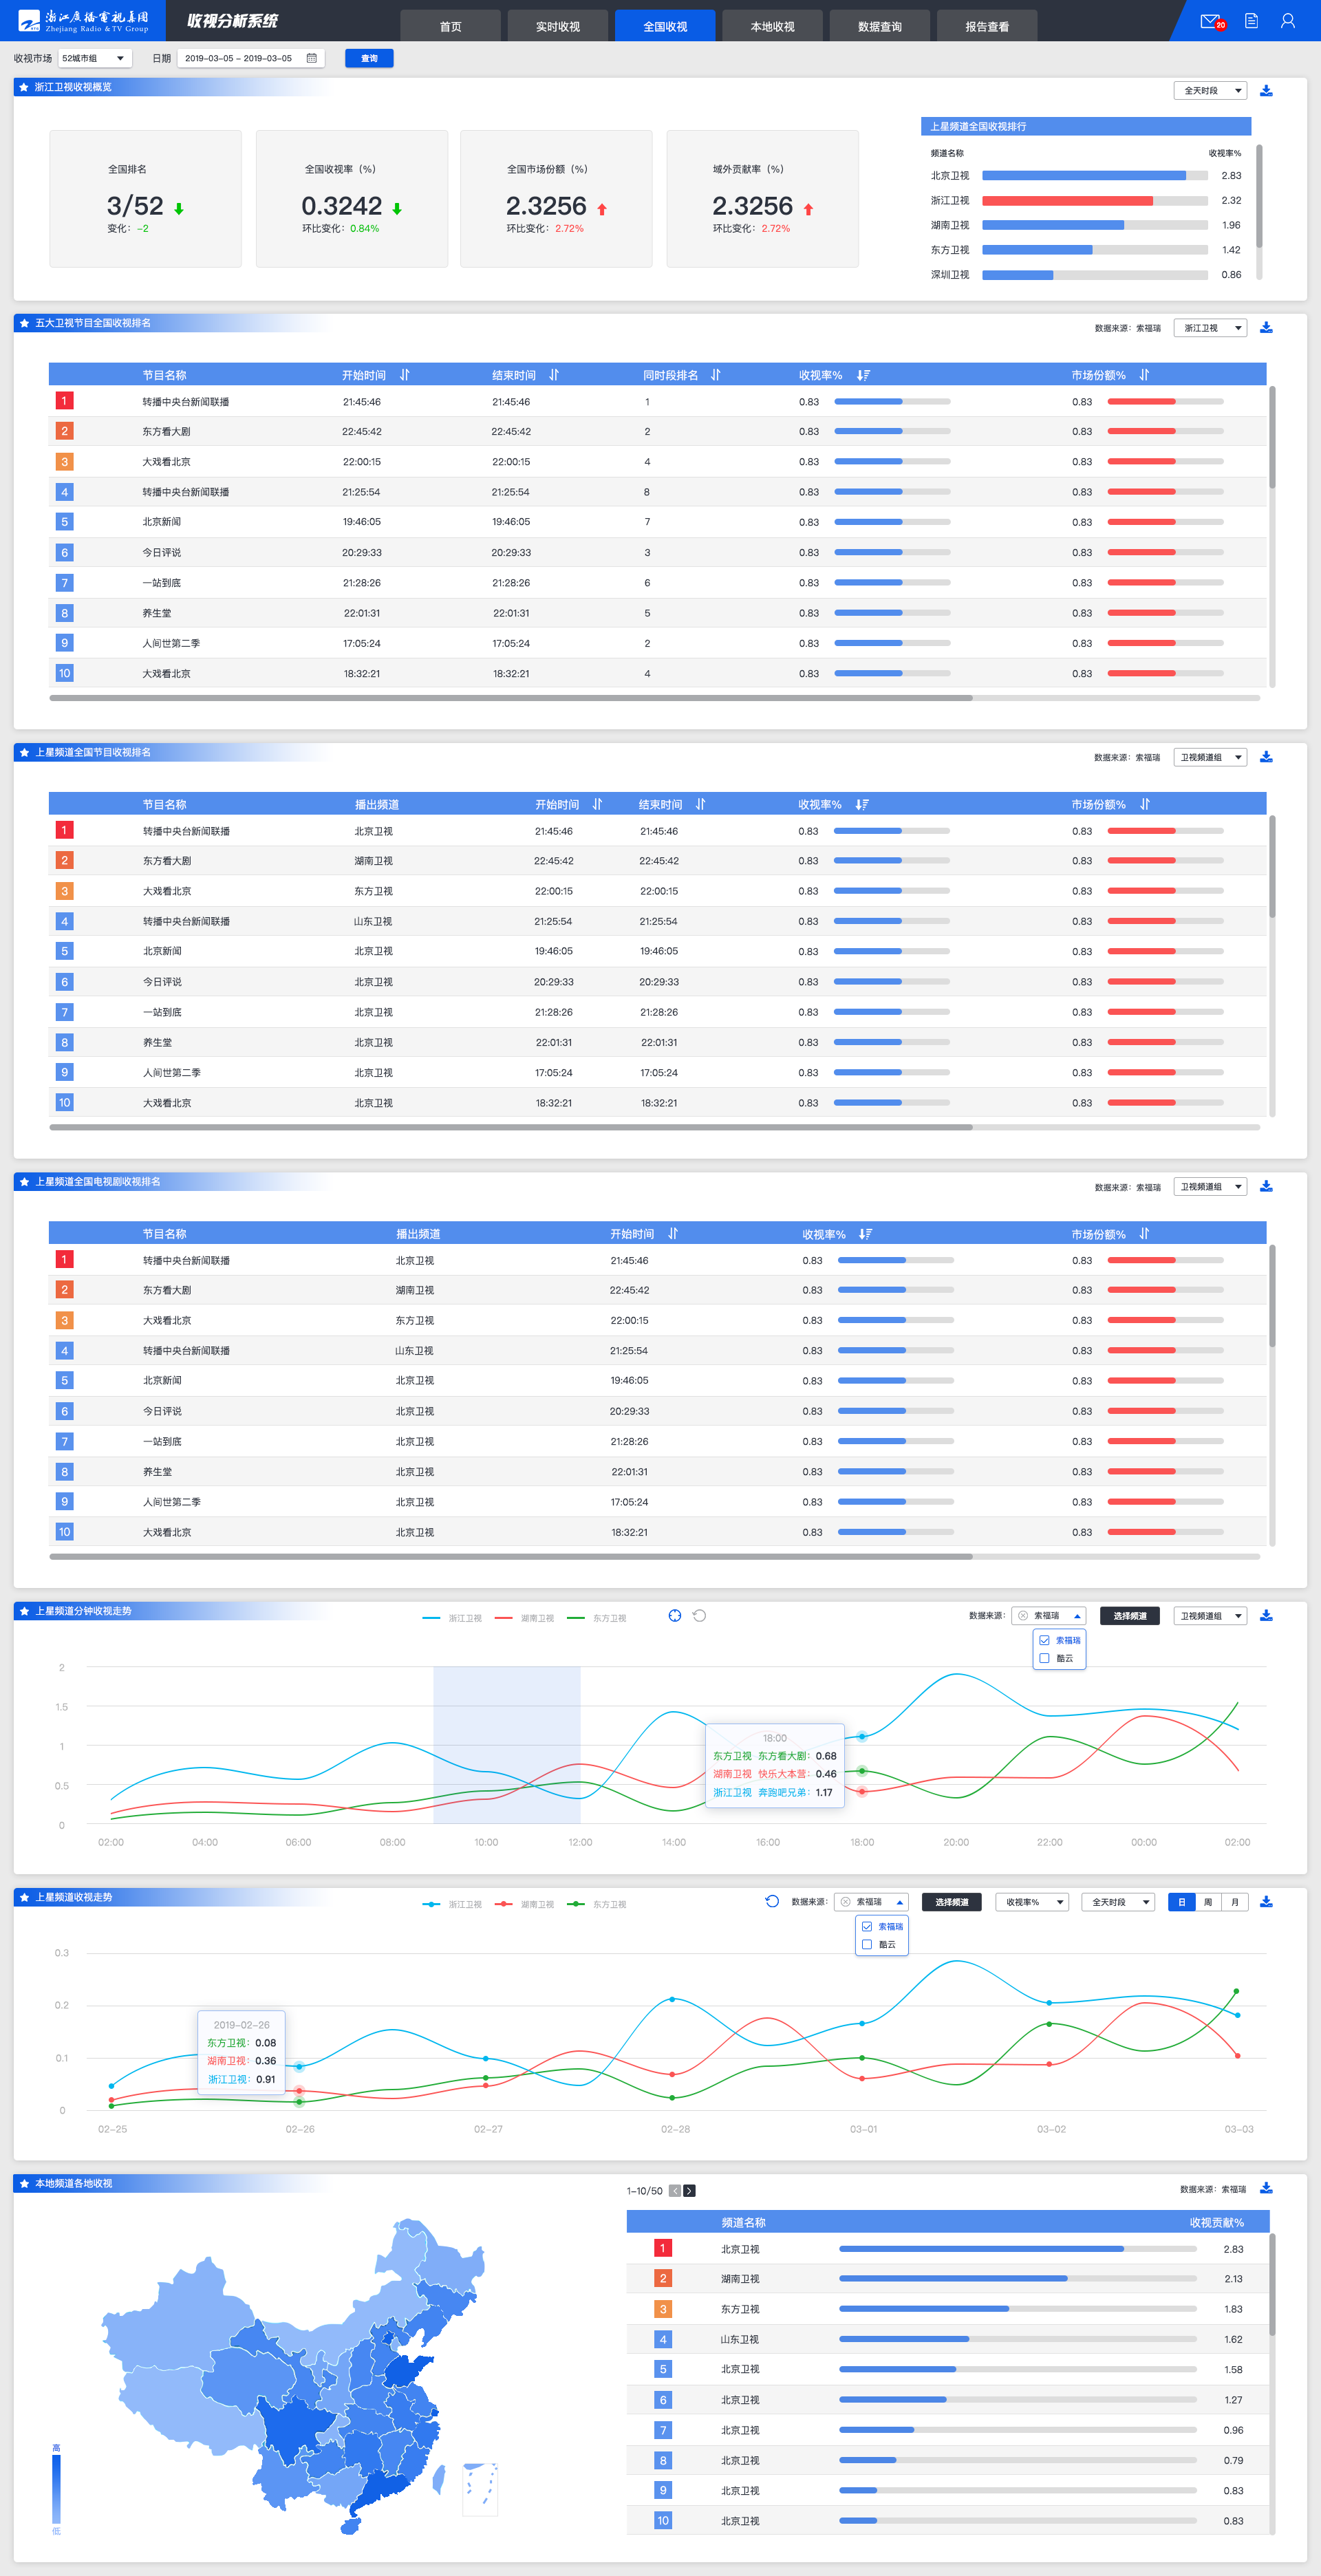 浙江广播電視集团
Zhejiang Radio & TV Group
收视分析系统
首页 实时收视 全国收视 本地收视 数据查询 报告查看
20
收视市场 52城市组 日期 2019-03-05 - 2019-03-05 查询
浙江卫视收视概览 全天时段
全国排名
3/52
变化：-2
全国收视率（%）
0.3242
环比变化：0.84%
全国市场份额（%）
2.3256
环比变化：2.72%
域外贡献率（%）
2.3256
环比变化：2.72%
上星频道全国收视排行
频道名称 收视率%
北京卫视 2.83
浙江卫视 2.32
湖南卫视 1.96
东方卫视 1.42
深圳卫视 0.86
五大卫视节目全国收视排名 数据来源：索福瑞 浙江卫视
节目名称 开始时间 结束时间 同时段排名 收视率% 市场份额%
1 转播中央台新闻联播 21:45:46 21:45:46 1 0.83 0.83
2 东方看大剧 22:45:42 22:45:42 2 0.83 0.83
3 大戏看北京 22:00:15 22:00:15 4 0.83 0.83
4 转播中央台新闻联播 21:25:54 21:25:54 8 0.83 0.83
5 北京新闻 19:46:05 19:46:05 7 0.83 0.83
6 今日评说 20:29:33 20:29:33 3 0.83 0.83
7 一站到底 21:28:26 21:28:26 6 0.83 0.83
8 养生堂 22:01:31 22:01:31 5 0.83 0.83
9 人间世第二季 17:05:24 17:05:24 2 0.83 0.83
10 大戏看北京 18:32:21 18:32:21 4 0.83 0.83
上星频道全国节目收视排名 数据来源：索福瑞 卫视频道组
节目名称 播出频道 开始时间 结束时间 收视率% 市场份额%
1 转播中央台新闻联播 北京卫视 21:45:46 21:45:46 0.83 0.83
2 东方看大剧 湖南卫视 22:45:42 22:45:42 0.83 0.83
3 大戏看北京 东方卫视 22:00:15 22:00:15 0.83 0.83
4 转播中央台新闻联播 山东卫视 21:25:54 21:25:54 0.83 0.83
5 北京新闻 北京卫视 19:46:05 19:46:05 0.83 0.83
6 今日评说 北京卫视 20:29:33 20:29:33 0.83 0.83
7 一站到底 北京卫视 21:28:26 21:28:26 0.83 0.83
8 养生堂 北京卫视 22:01:31 22:01:31 0.83 0.83
9 人间世第二季 北京卫视 17:05:24 17:05:24 0.83 0.83
10 大戏看北京 北京卫视 18:32:21 18:32:21 0.83 0.83
上星频道全国电视剧收视排名 数据来源：索福瑞 卫视频道组
节目名称 播出频道 开始时间 收视率% 市场份额%
1 转播中央台新闻联播 北京卫视 21:45:46 0.83 0.83
2 东方看大剧 湖南卫视 22:45:42 0.83 0.83
3 大戏看北京 东方卫视 22:00:15 0.83 0.83
4 转播中央台新闻联播 山东卫视 21:25:54 0.83 0.83
5 北京新闻 北京卫视 19:46:05 0.83 0.83
6 今日评说 北京卫视 20:29:33 0.83 0.83
7 一站到底 北京卫视 21:28:26 0.83 0.83
8 养生堂 北京卫视 22:01:31 0.83 0.83
9 人间世第二季 北京卫视 17:05:24 0.83 0.83
10 大戏看北京 北京卫视 18:32:21 0.83 0.83
上星频道分钟收视走势 浙江卫视 湖南卫视 东方卫视 数据来源：索福瑞 选择频道 卫视频道组
索福瑞
酷云
2
1.5
1
0.5
0
18:00
东方卫视 东方看大剧：0.68
湖南卫视 快乐大本营：0.46
浙江卫视 奔跑吧兄弟：1.17
02:00 04:00 06:00 08:00 10:00 12:00 14:00 16:00 18:00 20:00 22:00 00:00 02:00
上星频道收视走势 浙江卫视 湖南卫视 东方卫视 数据来源：索福瑞 选择频道 收视率% 全天时段 日 周 月
索福瑞
酷云
0.3
0.2
0.1
0
2019-02-26
东方卫视：0.08
湖南卫视：0.36
浙江卫视：0.91
02-25 02-26 02-27 02-28 03-01 03-02 03-03
本地频道各地收视 1-10/50 数据来源：索福瑞
高
低
频道名称 收视贡献%
1 北京卫视 2.83
2 湖南卫视 2.13
3 东方卫视 1.83
4 山东卫视 1.62
5 北京卫视 1.58
6 北京卫视 1.27
7 北京卫视 0.96
8 北京卫视 0.79
9 北京卫视 0.83
10 北京卫视 0.83